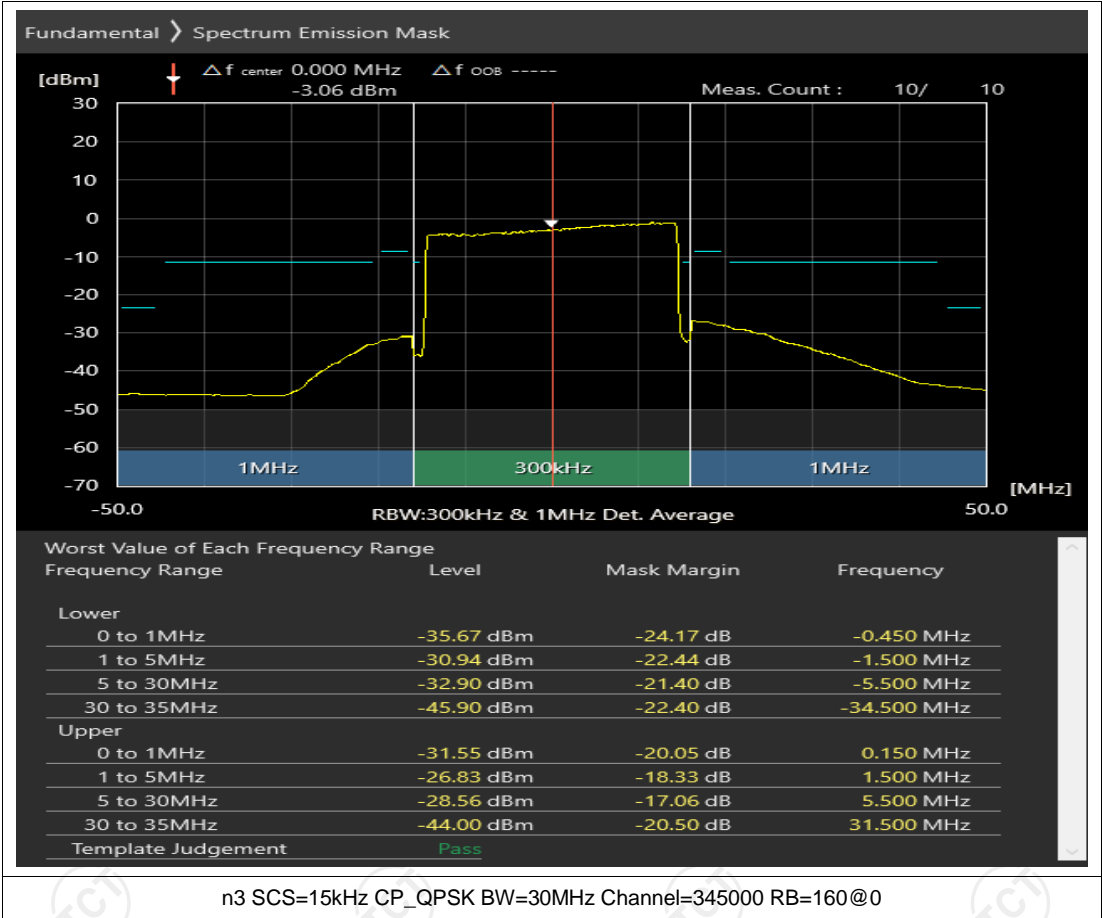 Fundamental ❯ Spectrum Emission Mask
[dBm] △f center 0.000 MHz △f OOB -----
-3.06 dBm Meas. Count : 10/ 10
30
20
10
0
-10
-20
-30
-40
-50
-60
-70
1MHz 300kHz 1MHz
[MHz]
-50.0 RBW:300kHz & 1MHz Det. Average 50.0
Worst Value of Each Frequency Range
Frequency Range Level Mask Margin Frequency
Lower
0 to 1MHz -35.67 dBm -24.17 dB -0.450 MHz
1 to 5MHz -30.94 dBm -22.44 dB -1.500 MHz
5 to 30MHz -32.90 dBm -21.40 dB -5.500 MHz
30 to 35MHz -45.90 dBm -22.40 dB -34.500 MHz
Upper
0 to 1MHz -31.55 dBm -20.05 dB 0.150 MHz
1 to 5MHz -26.83 dBm -18.33 dB 1.500 MHz
5 to 30MHz -28.56 dBm -17.06 dB 5.500 MHz
30 to 35MHz -44.00 dBm -20.50 dB 31.500 MHz
Template Judgement Pass
n3 SCS=15kHz CP_QPSK BW=30MHz Channel=345000 RB=160@0
TCT TCT TCT TCT TCT